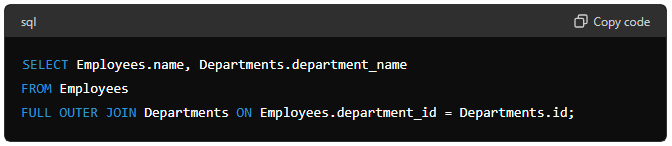 sql
Copy code
SELECT Employees.name, Departments.department_name
FROM Employees
FULL OUTER JOIN Departments ON Employees.department_id = Departments.id;